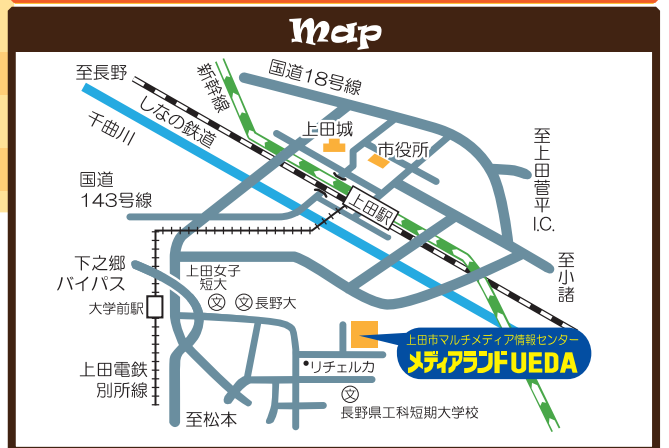 Map
至長野
新幹線
国道18号線
しなの鉄道
千曲川
上田城
市役所
至上田菅平I.C.
国道
143号線
上田駅
至小諸
下之郷
バイパス
上田女子
短大
文
文
長野大
大学前駅
上田市マルチメディア情報センター
メディアランドUEDA
リチェルカ
上田電鉄
別所線
至松本
文
長野県工科短期大学校